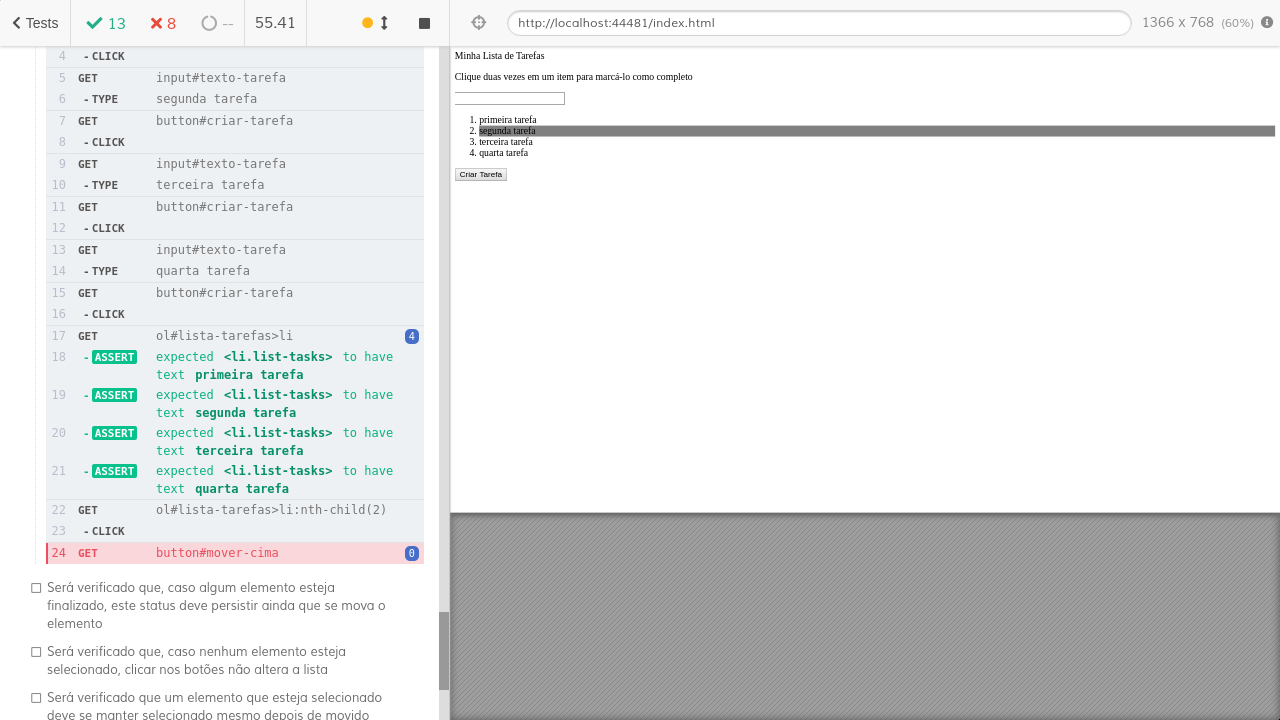 Tests 13 8 -- 55.41 http://localhost:44481/index.html 1366 x 768 (60%)
4 - CLICK
5 GET input#texto-tarefa
6 - TYPE segunda tarefa
7 GET button#criar-tarefa
8 - CLICK
9 GET input#texto-tarefa
10 - TYPE terceira tarefa
11 GET button#criar-tarefa
12 - CLICK
13 GET input#texto-tarefa
14 - TYPE quarta tarefa
15 GET button#criar-tarefa
16 - CLICK
17 GET ol#lista-tarefas>li 4
18 - ASSERT expected <li.list-tasks> to have
text primeira tarefa
19 - ASSERT expected <li.list-tasks> to have
text segunda tarefa
20 - ASSERT expected <li.list-tasks> to have
text terceira tarefa
21 - ASSERT expected <li.list-tasks> to have
text quarta tarefa
22 GET ol#lista-tarefas>li:nth-child(2)
23 - CLICK
24 GET button#mover-cima 0
Será verificado que, caso algum elemento esteja
finalizado, este status deve persistir ainda que se mova o
elemento
Será verificado que, caso nenhum elemento esteja
selecionado, clicar nos botões não altera a lista
Será verificado que um elemento que esteja selecionado
deve se manter selecionado mesmo depois de movido
Minha Lista de Tarefas
Clique duas vezes em um item para marcá-lo como completo
1. primeira tarefa
2. segunda tarefa
3. terceira tarefa
4. quarta tarefa
Criar Tarefa